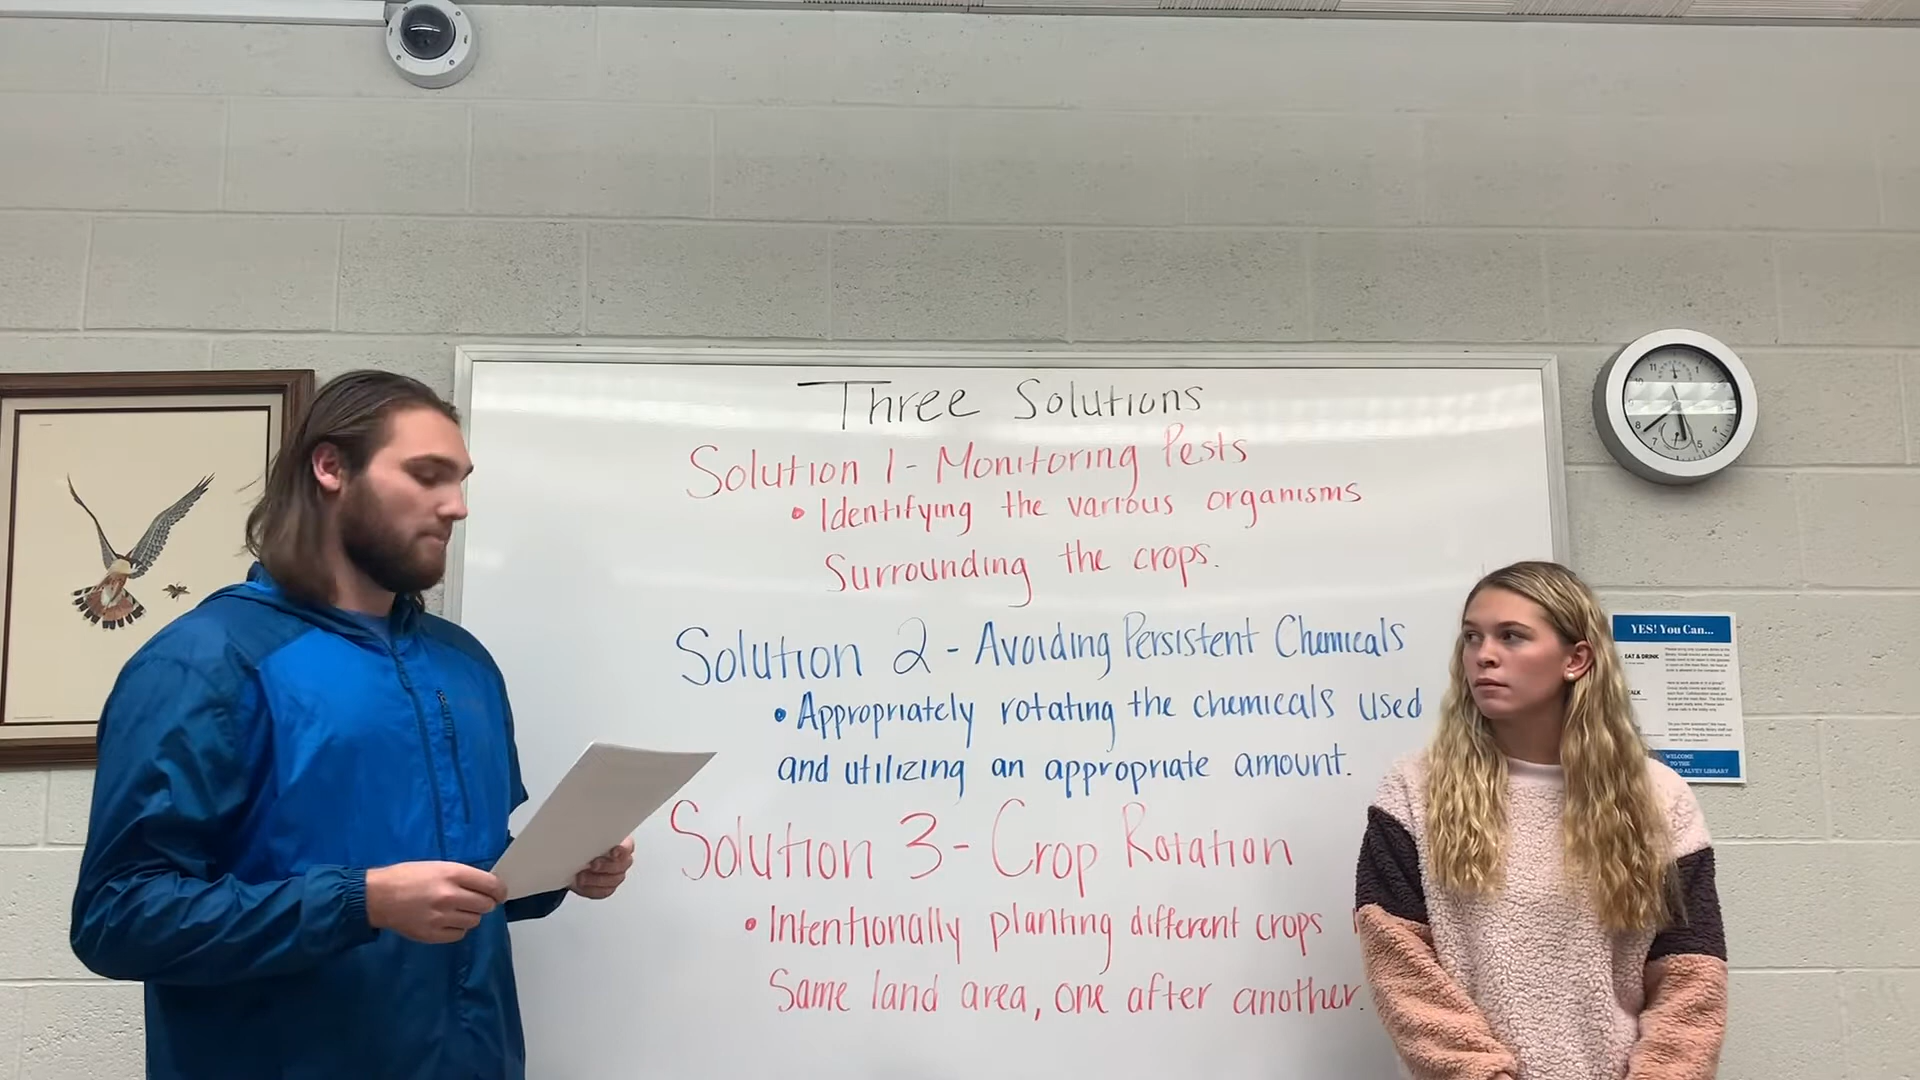 Three Solutions
Solution 1 - Monitoring Pests
• Identifying the various organisms
Surrounding the crops.
Solution 2 - Avoiding Persistent Chemicals
• Appropriately rotating the chemicals used
and utilizing an appropriate amount.
Solution 3 - Crop Rotation
• Intentionally planting different crops
Same land area, one after another.
YES! You Can...
EAT & DRINK
WELCOME
TO THE
ALVEY LIBRARY